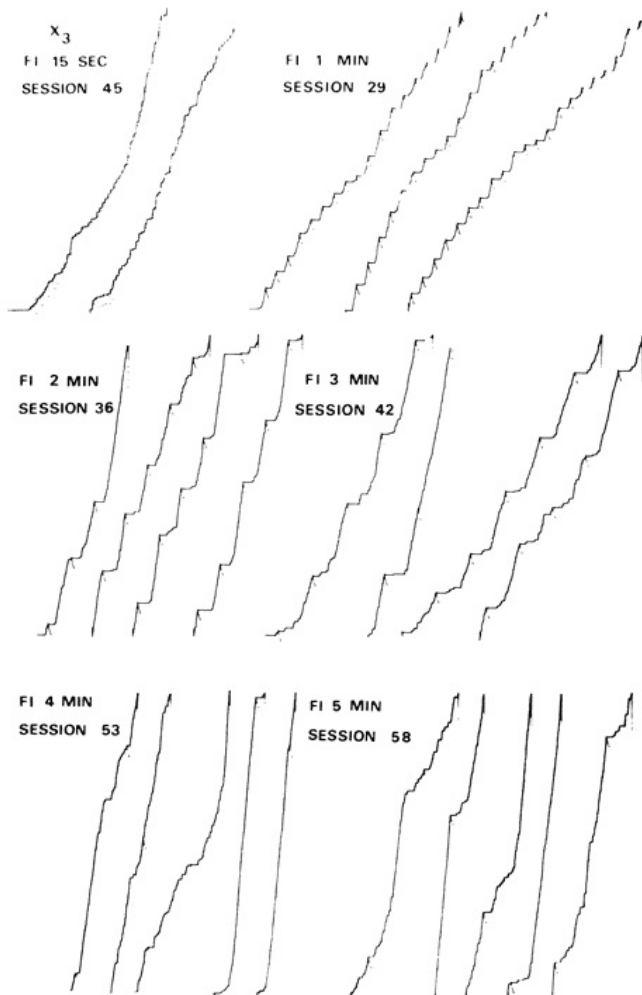 X3
FI 15 SEC
SESSION 45
FI 1 MIN
SESSION 29
FI 2 MIN
SESSION 36
FI 3 MIN
SESSION 42
FI 4 MIN
SESSION 53
FI 5 MIN
SESSION 58